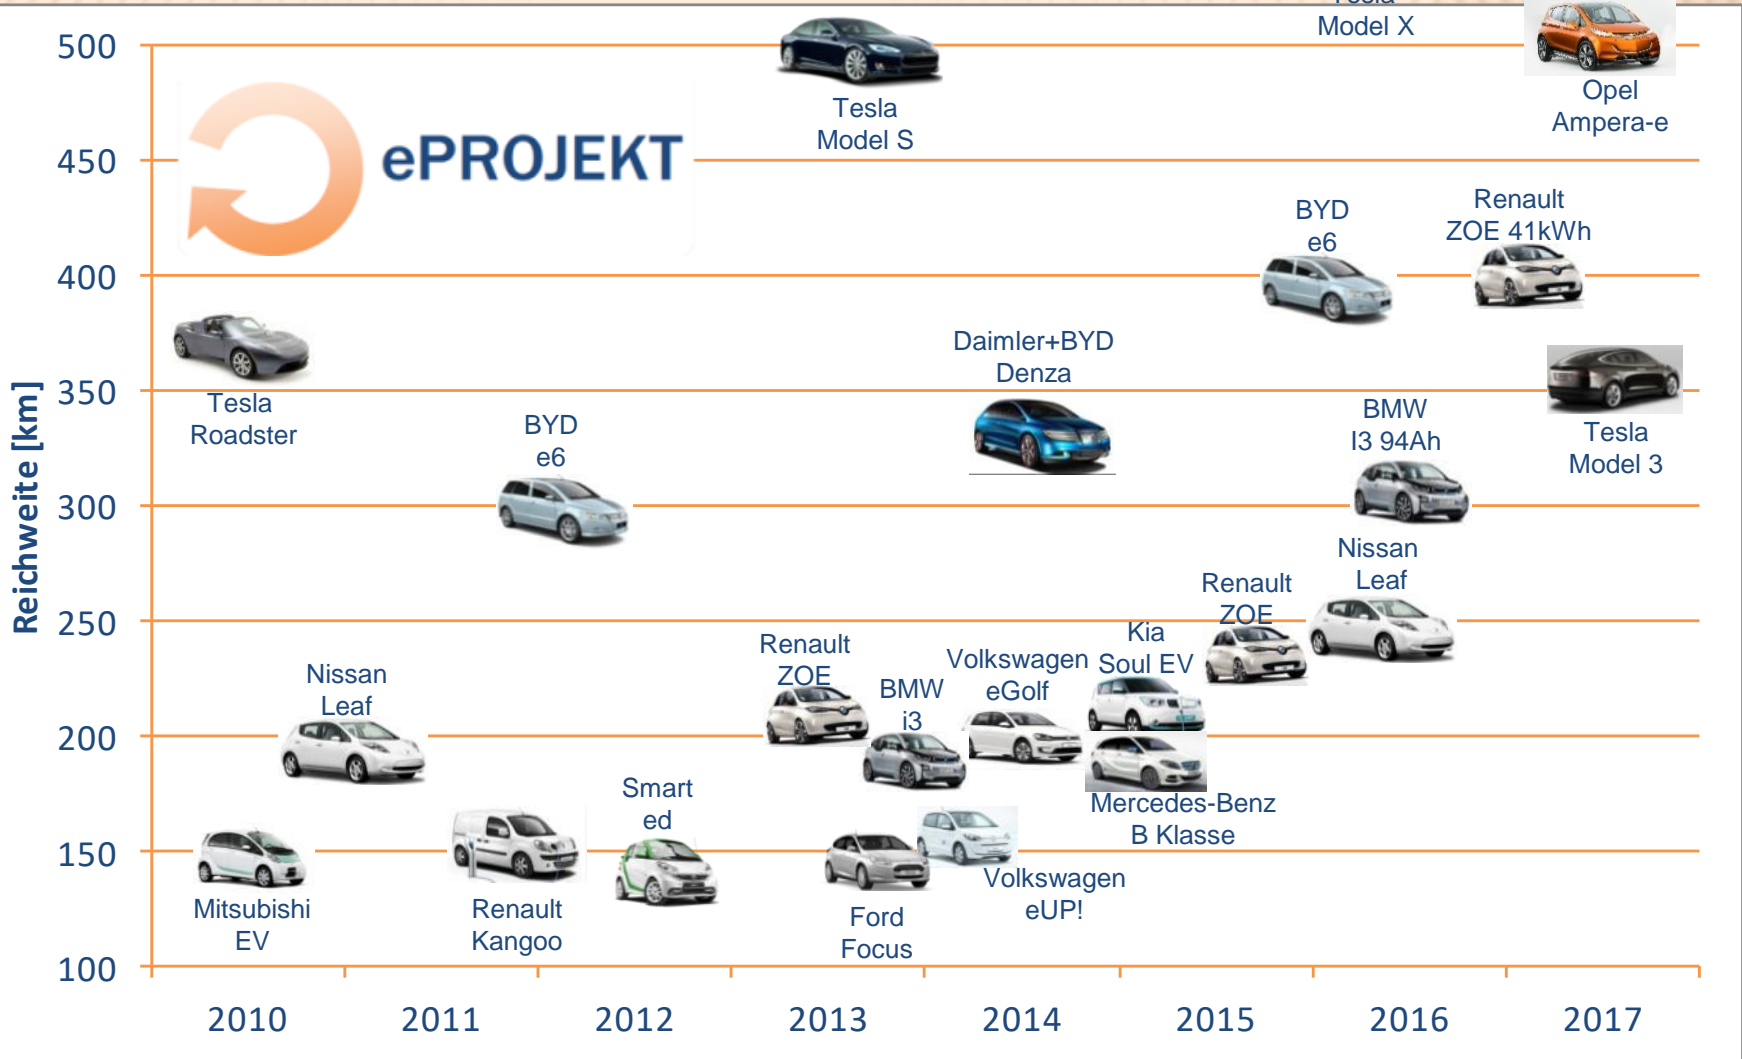 Tesla
Model X
500
Tesla
Model S
Opel
Ampera-e
ePROJEKT
450
BYD
e6
Renault
ZOE 41kWh
400
Daimler+BYD
Denza
350
Tesla
Roadster
BYD
e6
BMW
I3 94Ah
Tesla
Model 3
Reichweite [km]
300
Nissan
Leaf
Renault
ZOE
250
Kia
Soul EV
Renault
ZOE
Volkswagen
eGolf
Nissan
Leaf
BMW
i3
200
Smart
ed
Mercedes-Benz
B Klasse
150
Volkswagen
eUP!
Mitsubishi
EV
Renault
Kangoo
Ford
Focus
100
2010
2011
2012
2013
2014
2015
2016
2017